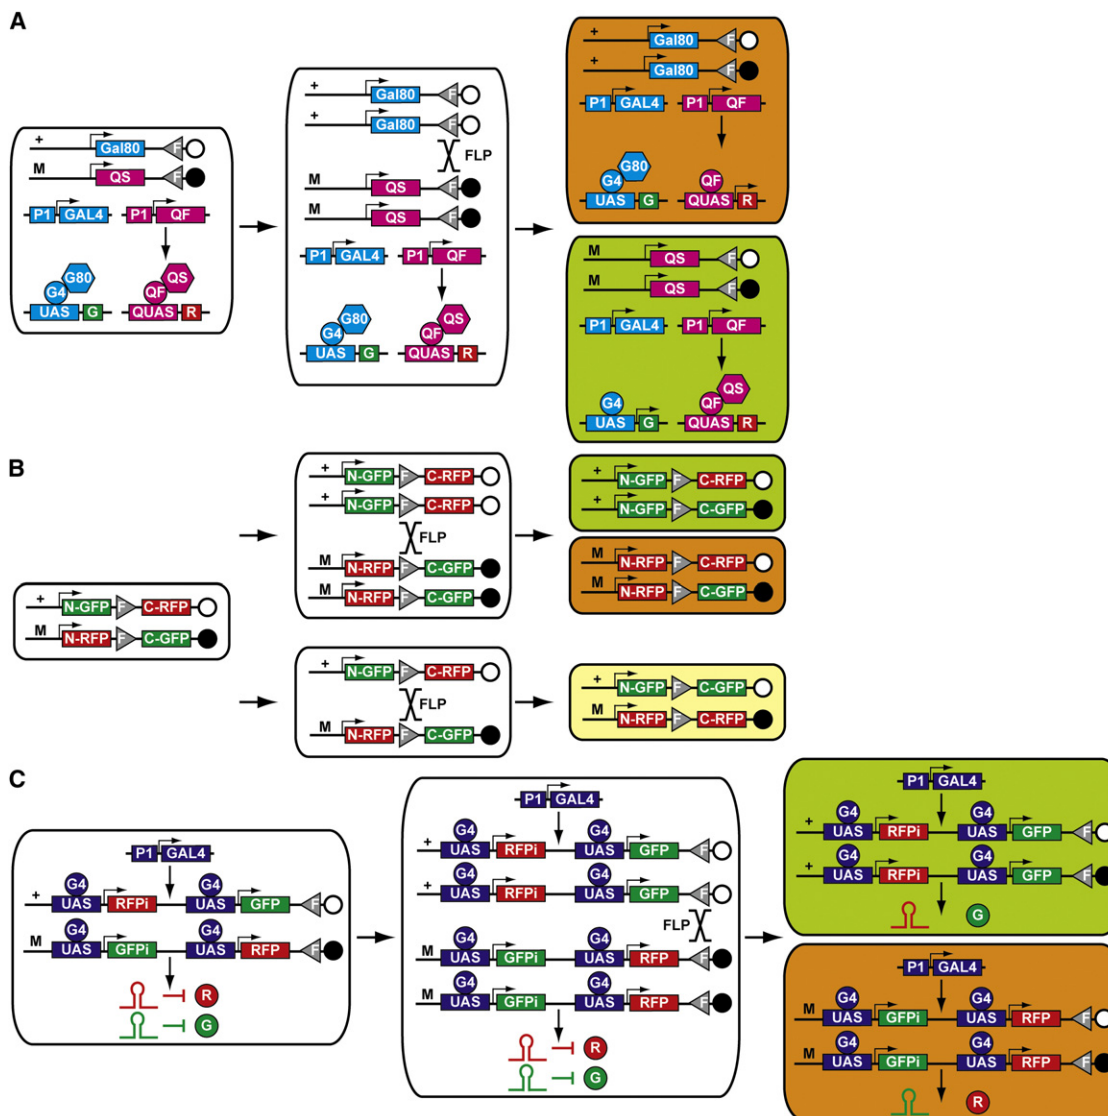 A
+ Gal80 F
M QS F
P1 GAL4 P1 QF
G80 QS
G4 QF
UAS G QUAS R
+ Gal80 F
+ Gal80 F
FLP
M QS F
M QS F
P1 GAL4 P1 QF
G80 QS
G4 QF
UAS G QUAS R
+ Gal80 F
+ Gal80 F
P1 GAL4 P1 QF
G80
G4 QF
UAS G QUAS R
M QS F
M QS F
P1 GAL4 P1 QF
QS
G4 QF
UAS G QUAS R
B
+ N-GFP F C-RFP
M N-RFP F C-GFP
+ N-GFP F C-RFP
+ N-GFP F C-RFP
FLP
M N-RFP F C-GFP
M N-RFP F C-GFP
+ N-GFP F C-RFP
+ N-GFP F C-GFP
M N-RFP F C-RFP
M N-RFP F C-GFP
+ N-GFP F C-RFP
FLP
M N-RFP F C-GFP
+ N-GFP F C-GFP
M N-RFP F C-RFP
C
P1 GAL4
G4 G4
+ UAS RFPi UAS GFP F
G4 G4
M UAS GFPi UAS RFP F
R
G
P1 GAL4
G4 G4
+ UAS RFPi UAS GFP F
G4 G4
+ UAS RFPi UAS GFP F
FLP
G4 G4
M UAS GFPi UAS RFP F
G4 G4
M UAS GFPi UAS RFP F
R
G
P1 GAL4
G4 G4
+ UAS RFPi UAS GFP F
G4 G4
+ UAS RFPi UAS GFP F
G
P1 GAL4
G4 G4
M UAS GFPi UAS RFP F
G4 G4
M UAS GFPi UAS RFP F
R